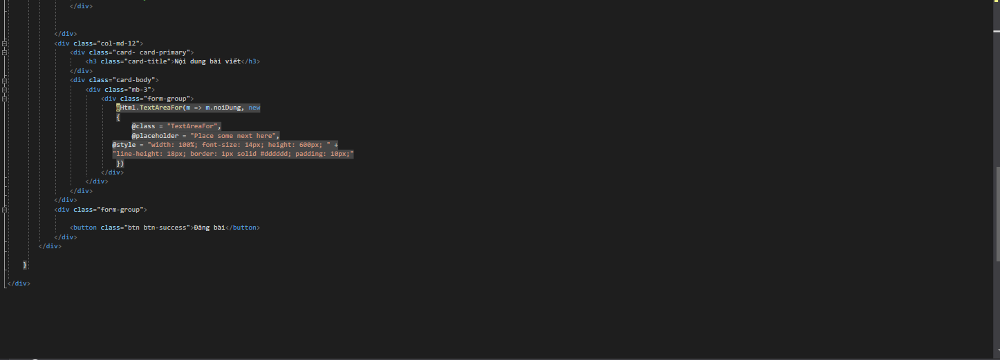 </div>
</div>
<div class="col-md-12">
<div class="card- card-primary">
<h3 class="card-title">Nội dung bài viết</h3>
</div>
<div class="card-body">
<div class="mb-3">
<div class="form-group">
@Html.TextAreaFor(m => m.noiDung, new
{
@class = "TextAreaFor",
@placeholder = "Place some next here",
@style = "width: 100%; font-size: 14px; height: 600px; " +
"line-height: 18px; border: 1px solid #dddddd; padding: 10px;"
})
</div>
</div>
</div>
</div>
<div class="form-group">
<button class="btn btn-success">Đăng bài</button>
</div>
</div>
}
</div>